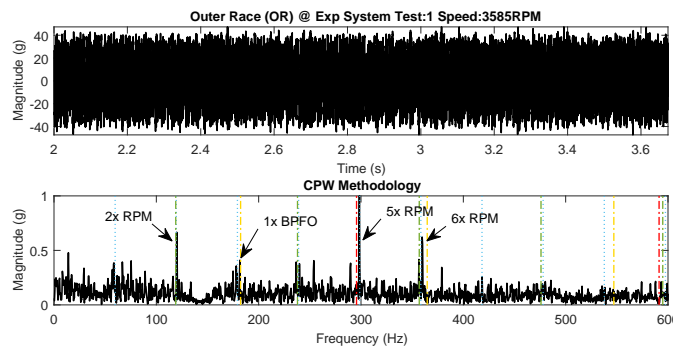 Outer Race (OR) @ Exp System Test:1 Speed:3585RPM
Magnitude (g)
40
20
0
-20
-40
2 2.2 2.4 2.6 2.8 3 3.2 3.4 3.6
Time (s)
CPW Methodology
Magnitude (g)
1
0.5
0
2x RPM
1x BPFO
5x RPM
6x RPM
0 100 200 300 400 500 600
Frequency (Hz)